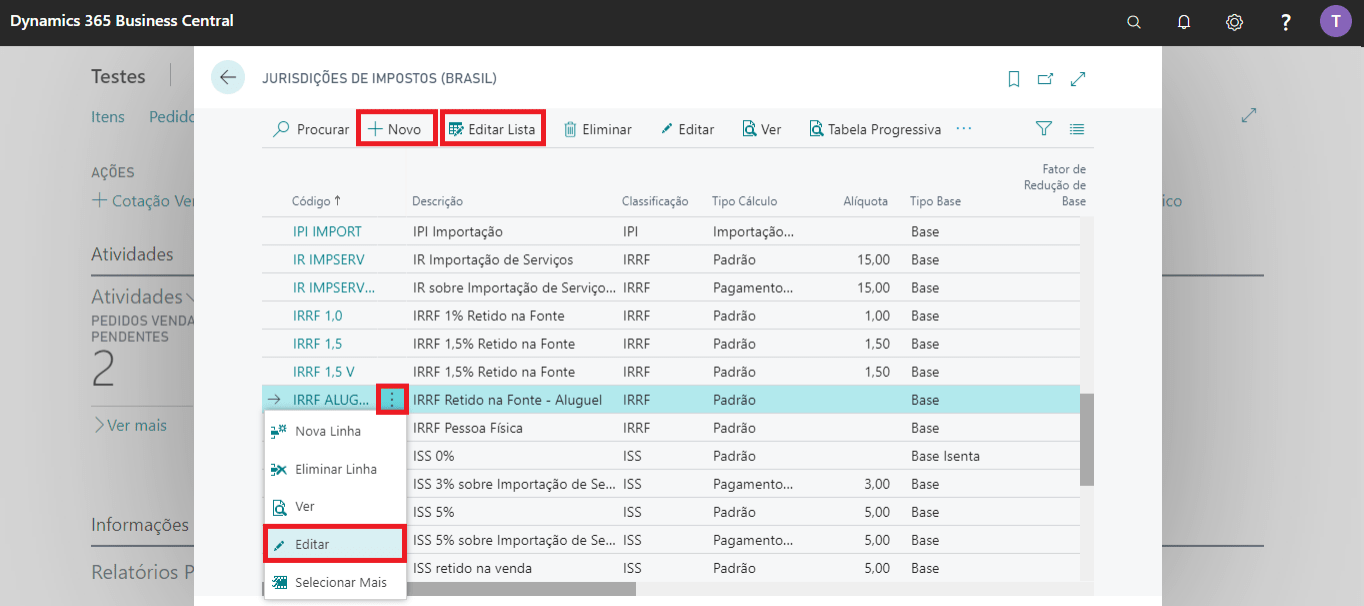 Dynamics 365 Business Central
?
T
Testes
Itens Pedido
AÇÕES
+ Cotação Ve
Atividades
Atividades
PEDIDOS VENDA
PENDENTES
2
Ver mais
Informações
Relatórios P
JURISDIÇÕES DE IMPOSTOS (BRASIL)
Procurar + Novo Editar Lista Eliminar Editar Ver Tabela Progressiva ···
Código ↑ Descrição Classificação Tipo Cálculo Alíquota Tipo Base Fator de
Redução de
Base
IPI IMPORT IPI Importação IPI Importação... Base
IR IMPSERV IR Importação de Serviços IRRF Padrão 15,00 Base
IR IMPSERV... IR sobre Importação de Serviço... IRRF Pagamento... 15,00 Base
IRRF 1,0 IRRF 1% Retido na Fonte IRRF Padrão 1,00 Base
IRRF 1,5 IRRF 1,5% Retido na Fonte IRRF Padrão 1,50 Base
IRRF 1,5 V IRRF 1,5% Retido na Fonte IRRF Padrão 1,50 Base
→ IRRF ALUG... ⋮ IRRF Retido na Fonte - Aluguel IRRF Padrão Base
IRRF Pessoa Física IRRF Padrão Base
ISS 0% ISS Padrão Base Isenta
ISS 3% sobre Importação de Se... ISS Pagamento... 3,00 Base
ISS 5% ISS Padrão 5,00 Base
ISS 5% sobre Importação de Se... ISS Pagamento... 5,00 Base
ISS retido na venda ISS Padrão 5,00 Base
Nova Linha
Eliminar Linha
Ver
Editar
Selecionar Mais
ico